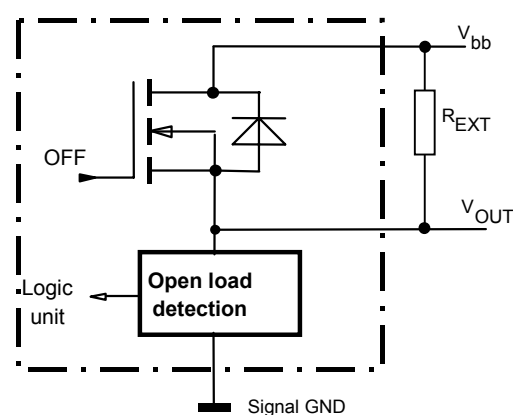 V_bb
R_EXT
OFF
V_OUT
Open load
detection
Logic
unit
Signal GND